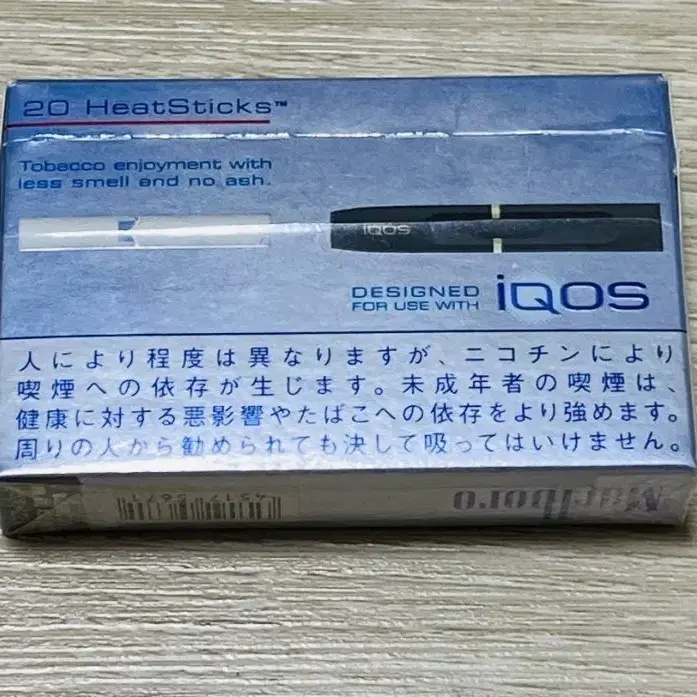 20 HeatSticks™
Tobacco enjoyment with
less smell and no ash.
iQOS
DESIGNED
FOR USE WITH iQOS
人により程度は異なりますが、ニコチンにより
喫煙への依存が生じます。未成年者の喫煙は、
健康に対する悪影響やたばこへの依存をより強めます。
周りの人から勧められても決して吸ってはいけません。
Marlboro